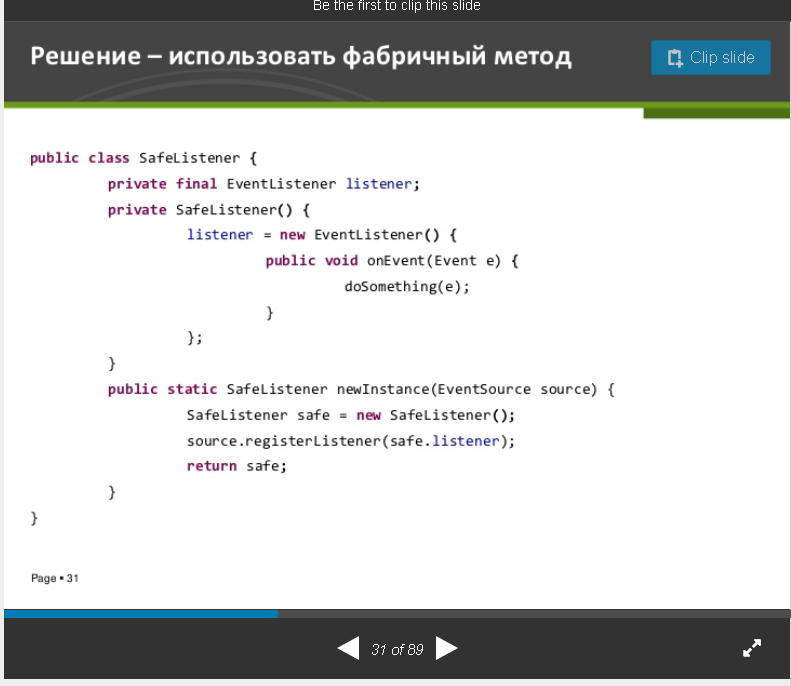 Be the first to clip this slide
Решение – использовать фабричный метод
Clip slide
public class SafeListener {
private final EventListener listener;
private SafeListener() {
listener = new EventListener() {
public void onEvent(Event e) {
doSomething(e);
}
};
}
public static SafeListener newInstance(EventSource source) {
SafeListener safe = new SafeListener();
source.registerListener(safe.listener);
return safe;
}
}
Page ▪ 31
31 of 89